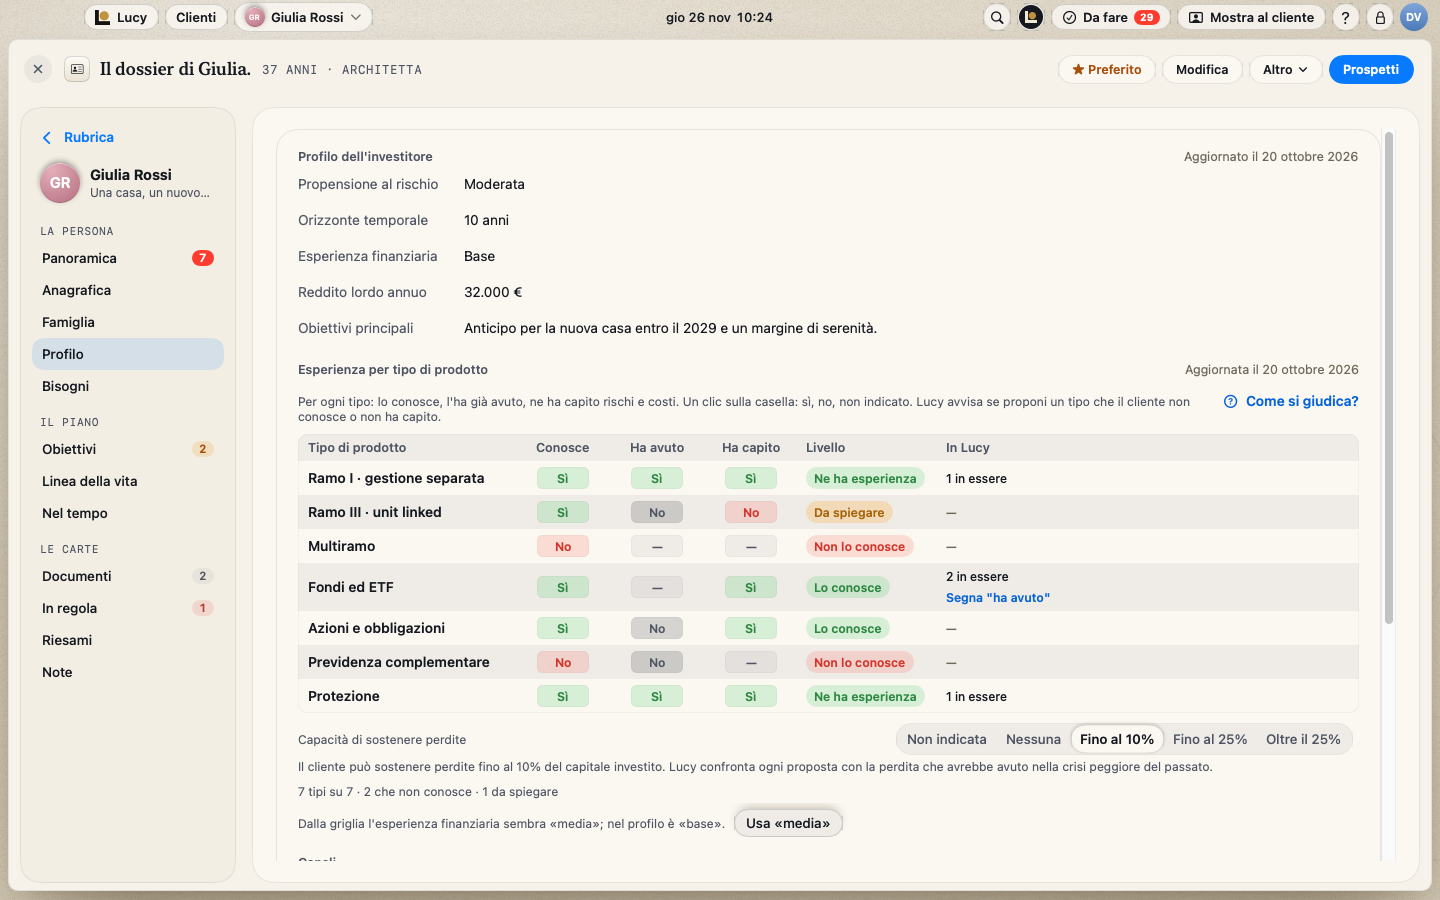 Lucy
Clienti
GR Giulia Rossi
gio 26 nov 10:24
Da fare 29
Mostra al cliente
?
DV
Il dossier di Giulia. 37 ANNI · ARCHITETTA
Preferito
Modifica
Altro
Prospetti
Rubrica
GR
Giulia Rossi
Una casa, un nuovo...
LA PERSONA
Panoramica 7
Anagrafica
Famiglia
Profilo
Bisogni
IL PIANO
Obiettivi 2
Linea della vita
Nel tempo
LE CARTE
Documenti 2
In regola 1
Riesami
Note
Profilo dell'investitore Aggiornato il 20 ottobre 2026
Propensione al rischio Moderata
Orizzonte temporale 10 anni
Esperienza finanziaria Base
Reddito lordo annuo 32.000 €
Obiettivi principali Anticipo per la nuova casa entro il 2029 e un margine di serenità.
Esperienza per tipo di prodotto Aggiornata il 20 ottobre 2026
Per ogni tipo: lo conosce, l'ha già avuto, ne ha capito rischi e costi. Un clic sulla casella: sì, no, non indicato. Lucy avvisa se proponi un tipo che il cliente non
conosce o non ha capito.
Come si giudica?
Tipo di prodotto Conosce Ha avuto Ha capito Livello In Lucy
Ramo I · gestione separata Sì Sì Sì Ne ha esperienza 1 in essere
Ramo III · unit linked Sì No No Da spiegare —
Multiramo No — — Non lo conosce —
Fondi ed ETF Sì — Sì Lo conosce 2 in essere
Segna "ha avuto"
Azioni e obbligazioni Sì No Sì Lo conosce —
Previdenza complementare No No — Non lo conosce —
Protezione Sì Sì Sì Ne ha esperienza 1 in essere
Capacità di sostenere perdite Non indicata Nessuna Fino al 10% Fino al 25% Oltre il 25%
Il cliente può sostenere perdite fino al 10% del capitale investito. Lucy confronta ogni proposta con la perdita che avrebbe avuto nella crisi peggiore del passato.
7 tipi su 7 · 2 che non conosce · 1 da spiegare
Dalla griglia l'esperienza finanziaria sembra «media»; nel profilo è «base». Usa «media»